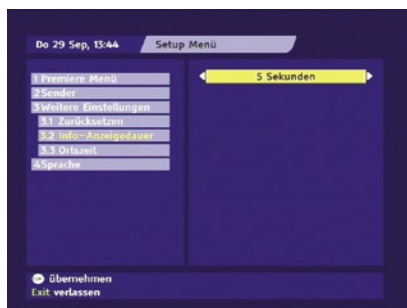 Do 29 Sep, 13:44 Setup Menü
1 Premiere Menü
2 Sender
3 Weitere Einstellungen
3.1 Zurücksetzen
3.2 Info-Anzeigedauer
3.3 Ortszeit
4 Sprache
5 Sekunden
übernehmen
Exit verlassen